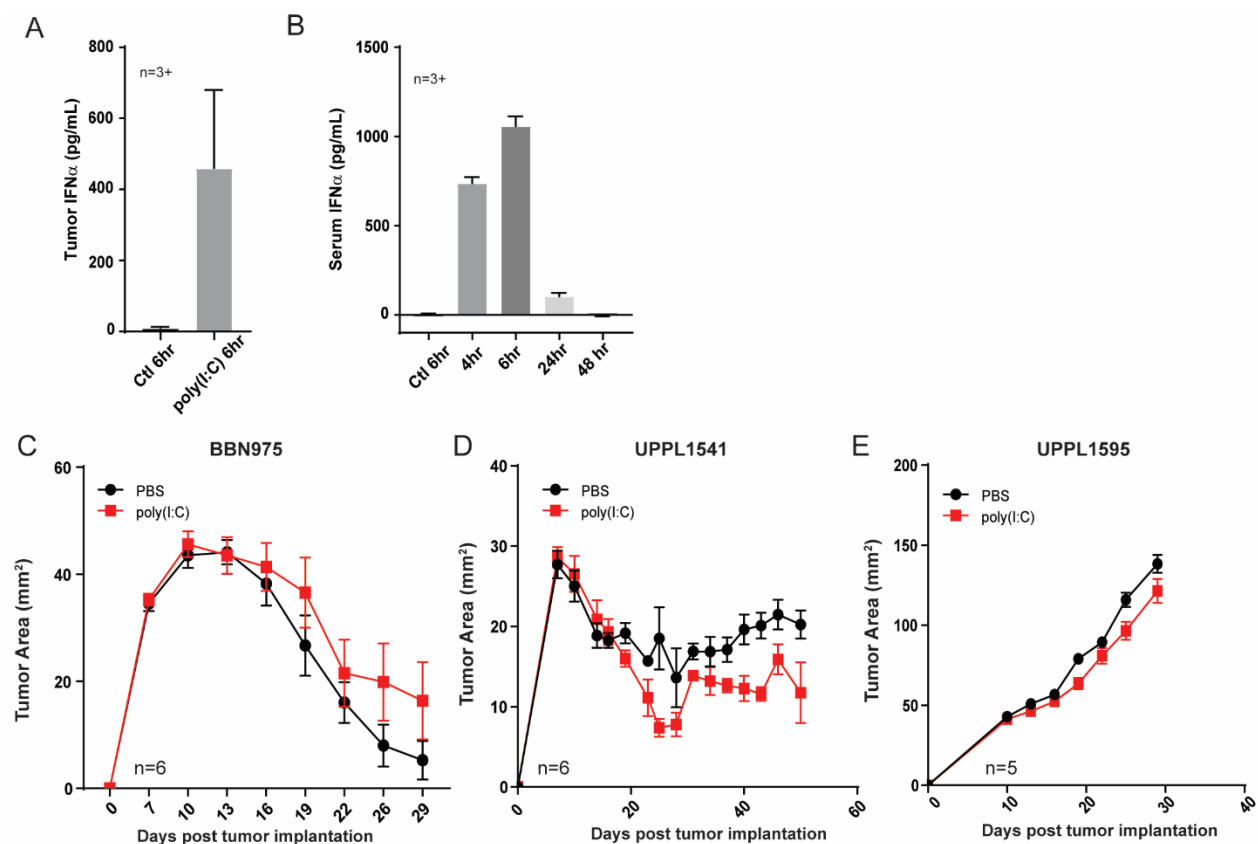 A
Tumor IFNα (pg/mL)
800
600
400
200
0
n=3+
Ctl 6hr
poly(I:C) 6hr
B
Serum IFNα (pg/mL)
1500
1000
500
0
n=3+
Ctl 6hr
4hr
6hr
24hr
48 hr
C
BBN975
Tumor Area (mm²)
60
40
20
0
PBS
poly(I:C)
n=6
0 7 10 13 16 19 22 26 29
Days post tumor implantation
D
UPPL1541
Tumor Area (mm²)
40
30
20
10
0
PBS
poly(I:C)
n=6
0 20 40 60
Days post tumor implantation
E
UPPL1595
Tumor Area (mm²)
200
150
100
50
0
PBS
poly(I:C)
n=5
0 10 20 30 40
Days post tumor implantation